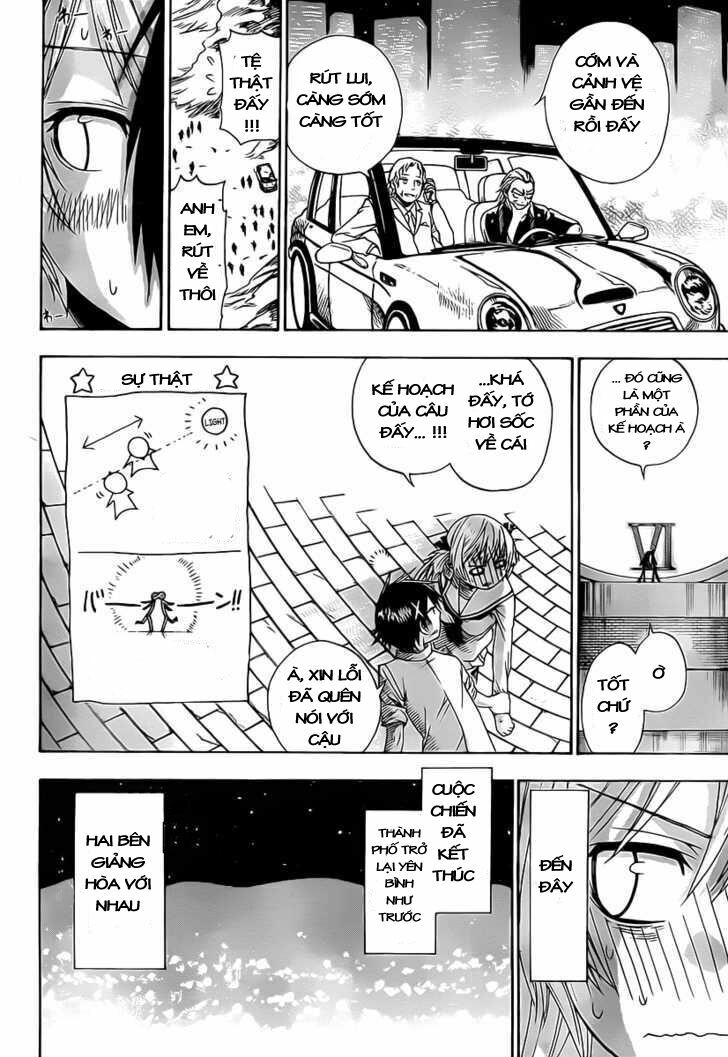 CỚM VÀ
CẢNH VỆ
GẦN ĐẾN
RỒI ĐẤY
RÚT LUI,
CÀNG SỚM
CÀNG TỐT
TỆ
THẬT
ĐẤY
!!!
ANH
EM,
RÚT
VỀ
THÔI
... ĐÓ CŨNG
LÀ MỘT
PHẦN CỦA
KẾ HOẠCH À
?
VI
Ờ
TỐT
CHỨ
?
...KHÁ
ĐẤY, TỚ
HƠI SỐC
VỀ CÁI
KẾ HOẠCH
CỦA CẬU
ĐẤY... !!!
À, XIN LỖI
ĐÃ QUÊN
NÓI VỚI
CẬU
SỰ THẬT
LIGHT
ĐẾN
ĐÂY
CUỘC
CHIẾN
ĐÃ
KẾT
THÚC
THÀNH
PHỐ TRỞ
LẠI YÊN
BÌNH
NHƯ
TRƯỚC
HAI BÊN
GIẢNG
HÒA VỚI
NHAU